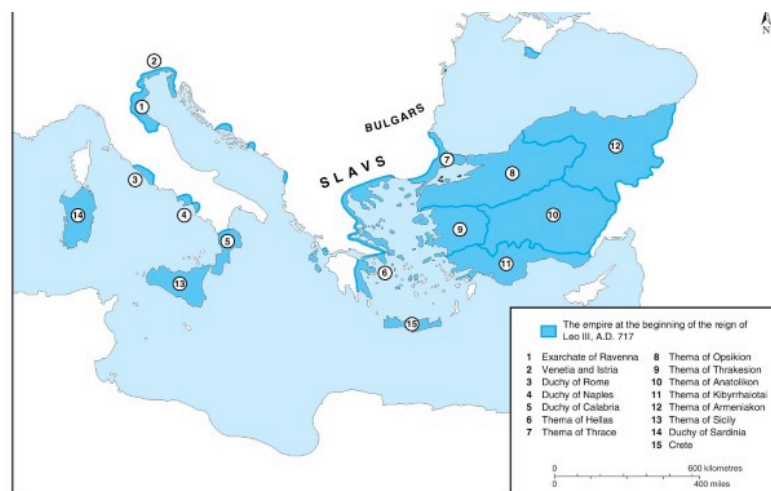 N
2
1
BULGARS
12
SLAVS
7
8
3
14
4
9
10
5
11
6
13
15
The empire at the beginning of the reign of
Leo III, A.D. 717
1 Exarchate of Ravenna
2 Venetia and Istria
3 Duchy of Rome
4 Duchy of Naples
5 Duchy of Calabria
6 Thema of Hellas
7 Thema of Thrace
8 Thema of Opsikion
9 Thema of Thrakesion
10 Thema of Anatolikon
11 Thema of Kibyrrhaiotai
12 Thema of Armeniakon
13 Thema of Sicily
14 Duchy of Sardinia
15 Crete
0 600 kilometres
0 400 miles